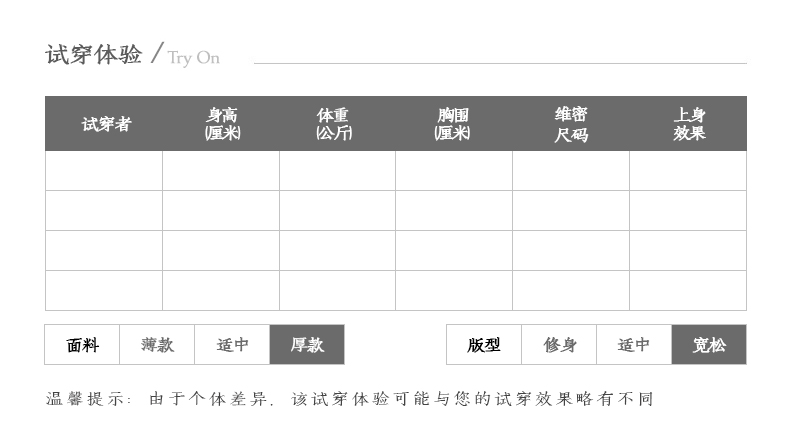 试穿体验 / Try On
试穿者 身高 体重 胸围 维密 上身
(厘米) (公斤) (厘米) 尺码 效果
面料 薄款 适中 厚款 版型 修身 适中 宽松
温馨提示: 由于个体差异, 该试穿体验可能与您的试穿效果略有不同